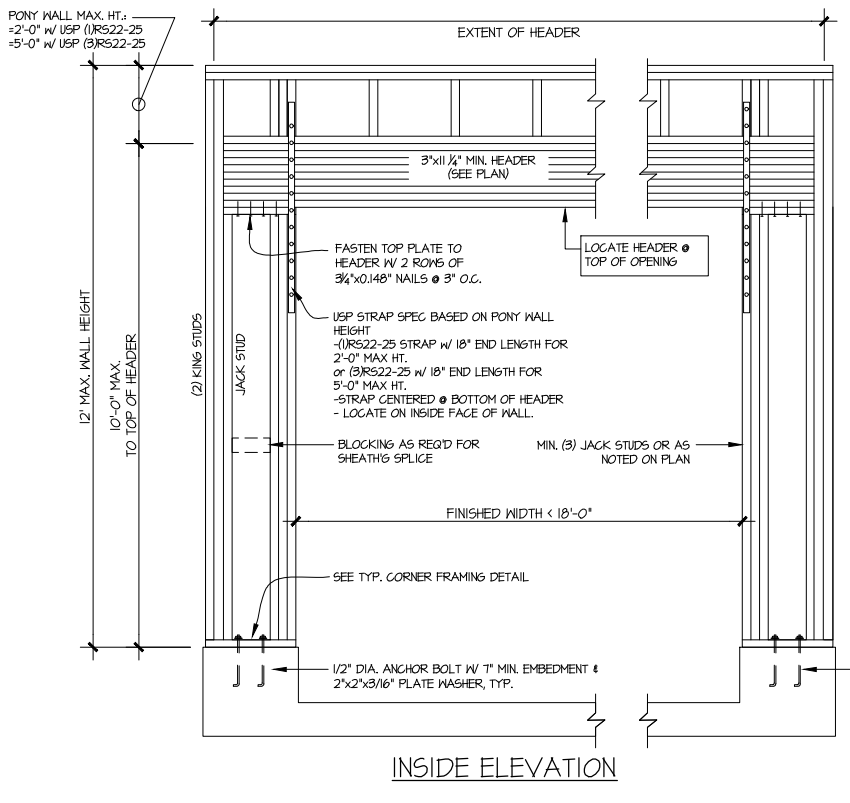 PONY WALL MAX. HT.:
=2'-0" W/ USP (1)RS22-25
=5'-0" W/ USP (3)RS22-25
EXTENT OF HEADER
3"x11 1/4" MIN. HEADER
(SEE PLAN)
FASTEN TOP PLATE TO
HEADER W/ 2 ROWS OF
3 1/4"x0.148" NAILS @ 3" O.C.
LOCATE HEADER @
TOP OF OPENING
USP STRAP SPEC BASED ON PONY WALL
HEIGHT
-(1)RS22-25 STRAP W/ 18" END LENGTH FOR
2'-0" MAX HT.
or (3)RS22-25 W/ 18" END LENGTH FOR
5'-0" MAX HT.
-STRAP CENTERED @ BOTTOM OF HEADER
- LOCATE ON INSIDE FACE OF WALL.
12' MAX. WALL HEIGHT
10'-0" MAX.
TO TOP OF HEADER
(2) KING STUDS
JACK STUD
BLOCKING AS REQ'D FOR
SHEATH'G SPLICE
MIN. (3) JACK STUDS OR AS
NOTED ON PLAN
FINISHED WIDTH < 18'-0"
SEE TYP. CORNER FRAMING DETAIL
1/2" DIA. ANCHOR BOLT W/ 7" MIN. EMBEDMENT &
2"x2"x3/16" PLATE WASHER, TYP.
INSIDE ELEVATION